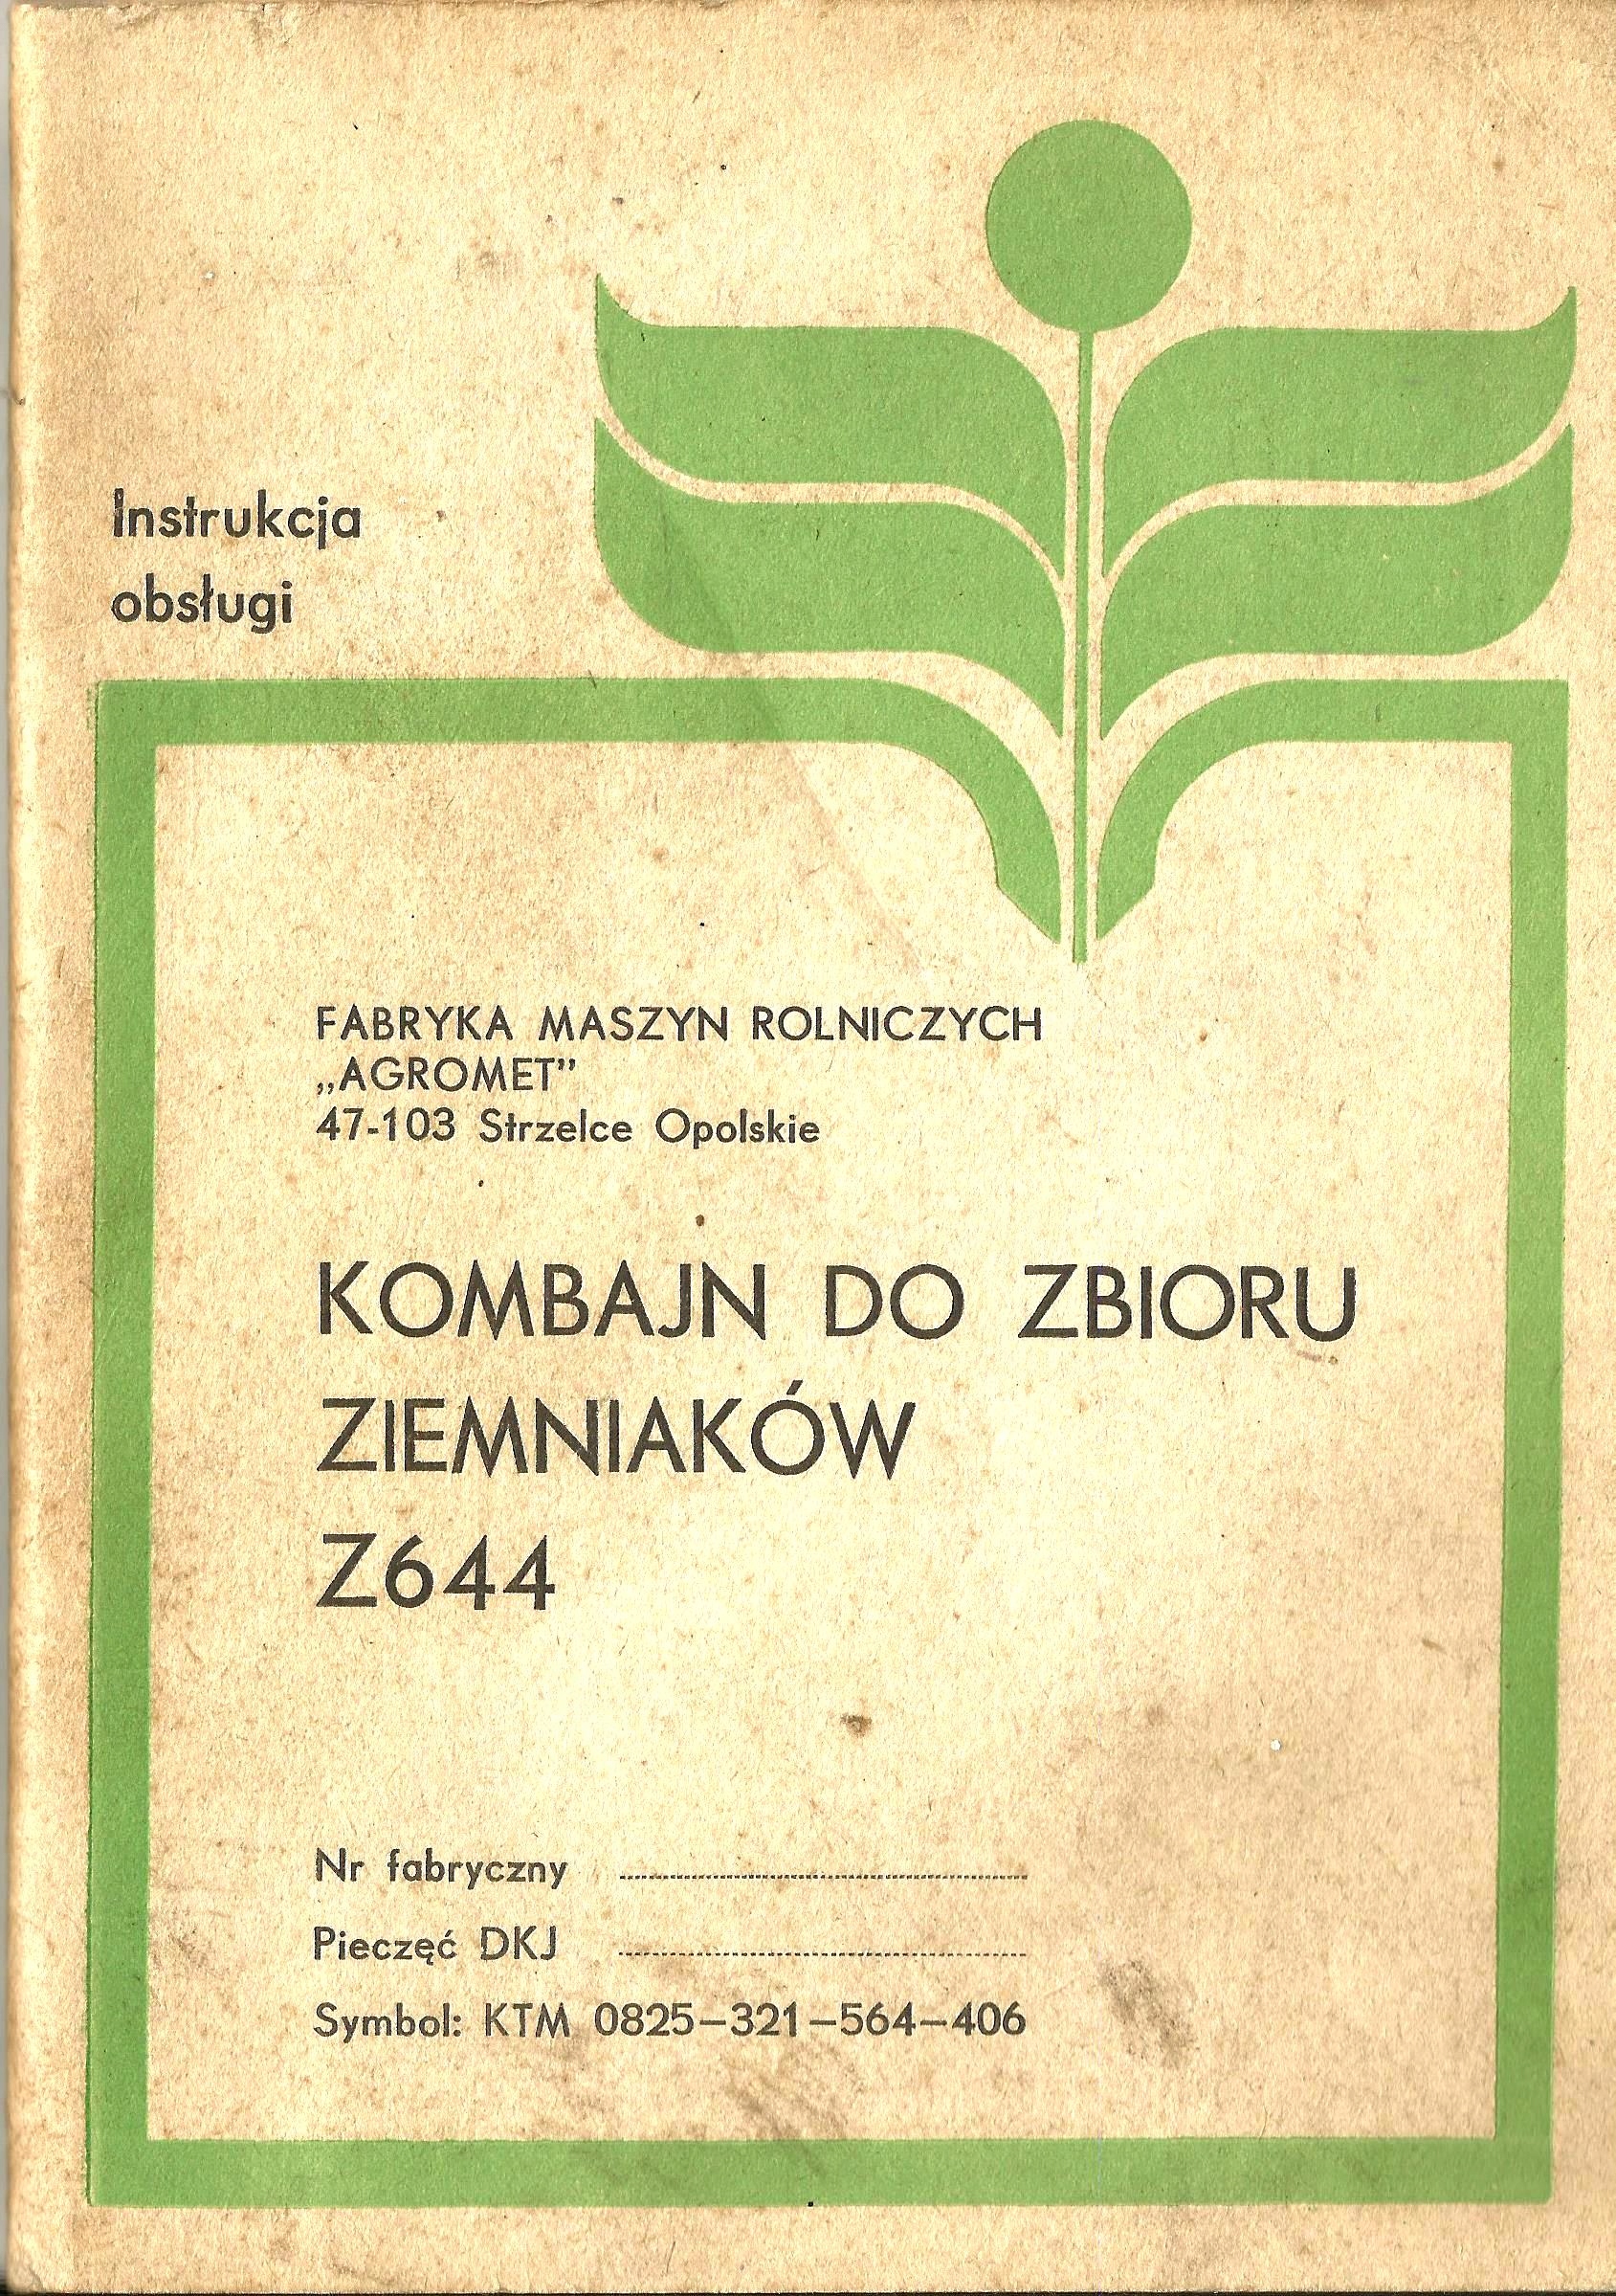 Instrukcja
obsługi
FABRYKA MASZYN ROLNICZYCH
„AGROMET”
47-103 Strzelce Opolskie
KOMBAJN DO ZBIORU
ZIEMNIAKÓW
Z644
Nr fabryczny
Pieczęć DKJ
Symbol: KTM 0825–321–564–406